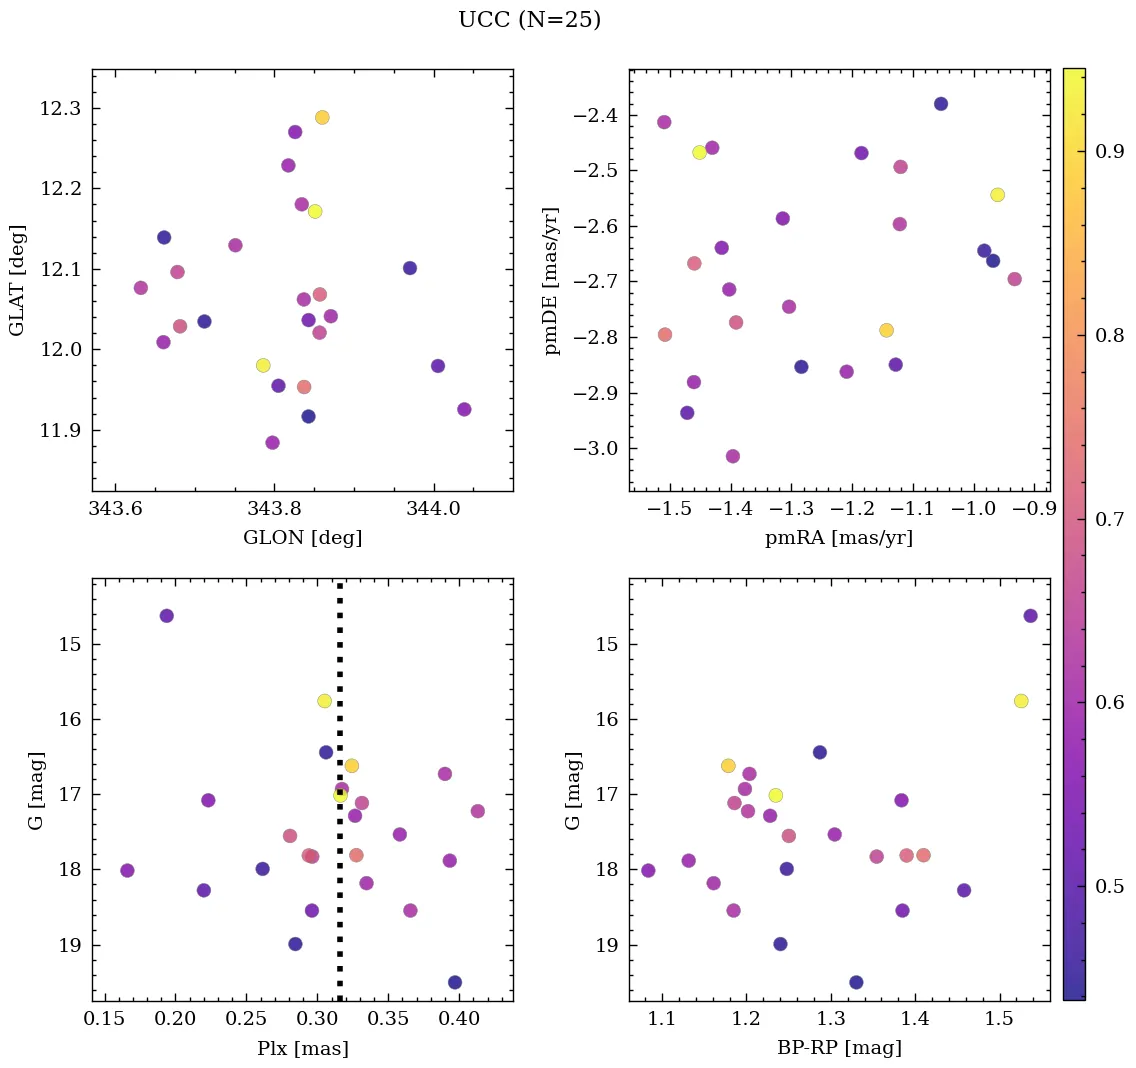 UCC (N=25)
12.3
12.2
12.1
12.0
11.9
GLAT [deg]
343.6 343.8 344.0
GLON [deg]
−2.4
−2.5
−2.6
−2.7
−2.8
−2.9
−3.0
pmDE [mas/yr]
−1.5 −1.4 −1.3 −1.2 −1.1 −1.0 −0.9
pmRA [mas/yr]
15
16
17
18
19
G [mag]
0.15 0.20 0.25 0.30 0.35 0.40
Plx [mas]
15
16
17
18
19
G [mag]
1.1 1.2 1.3 1.4 1.5
BP-RP [mag]
0.9
0.8
0.7
0.6
0.5